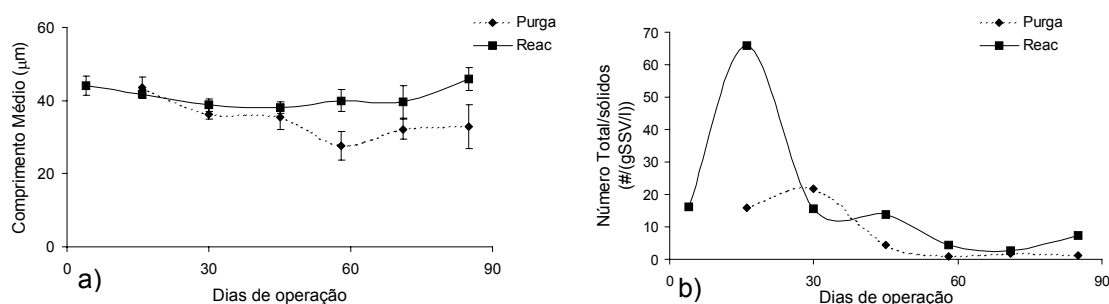 Purga
Reac
60
40
20
0
Comprimento Médio (µm)
0 30 60 90
a)
Dias de operação
Purga
Reac
70
60
50
40
30
20
10
0
Número Total/sólidos
(#/(gSSV/l))
0 30 60 90
b)
Dias de operação